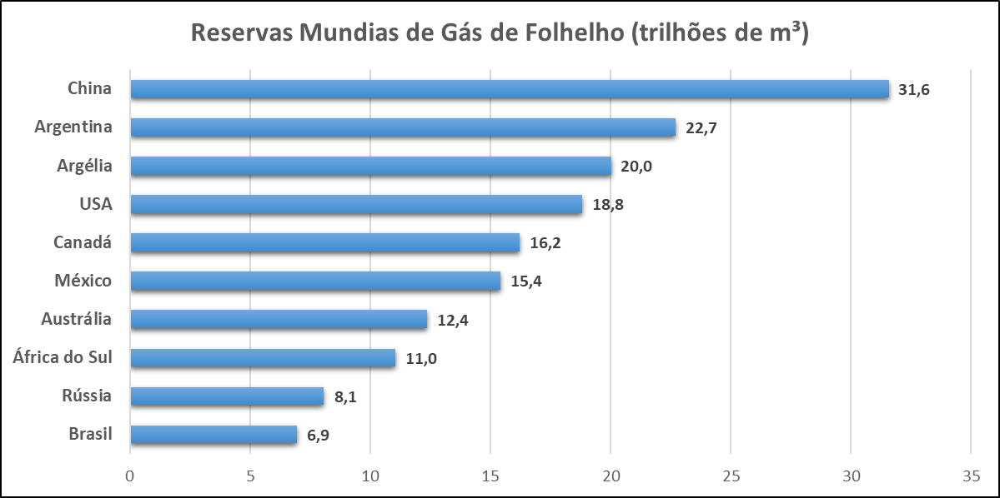 Reservas Mundias de Gás de Folhelho (trilhões de m³)
China 31,6
Argentina 22,7
Argélia 20,0
USA 18,8
Canadá 16,2
México 15,4
Austrália 12,4
África do Sul 11,0
Rússia 8,1
Brasil 6,9
0 5 10 15 20 25 30 35